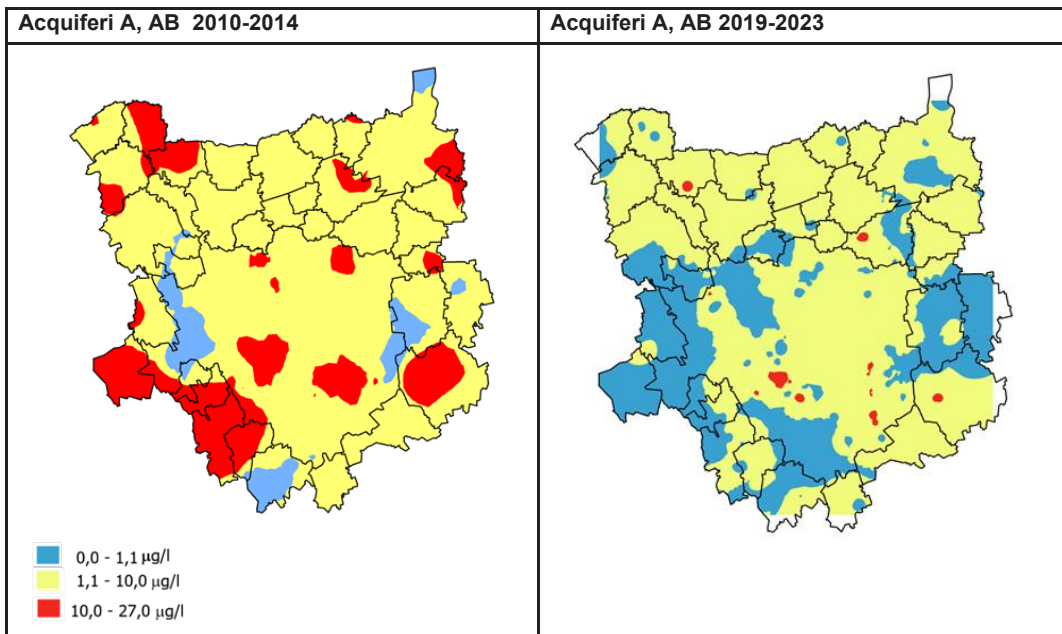 Acquiferi A, AB 2010-2014
Acquiferi A, AB 2019-2023
0,0 - 1,1 µg/l
1,1 - 10,0 µg/l
10,0 - 27,0 µg/l